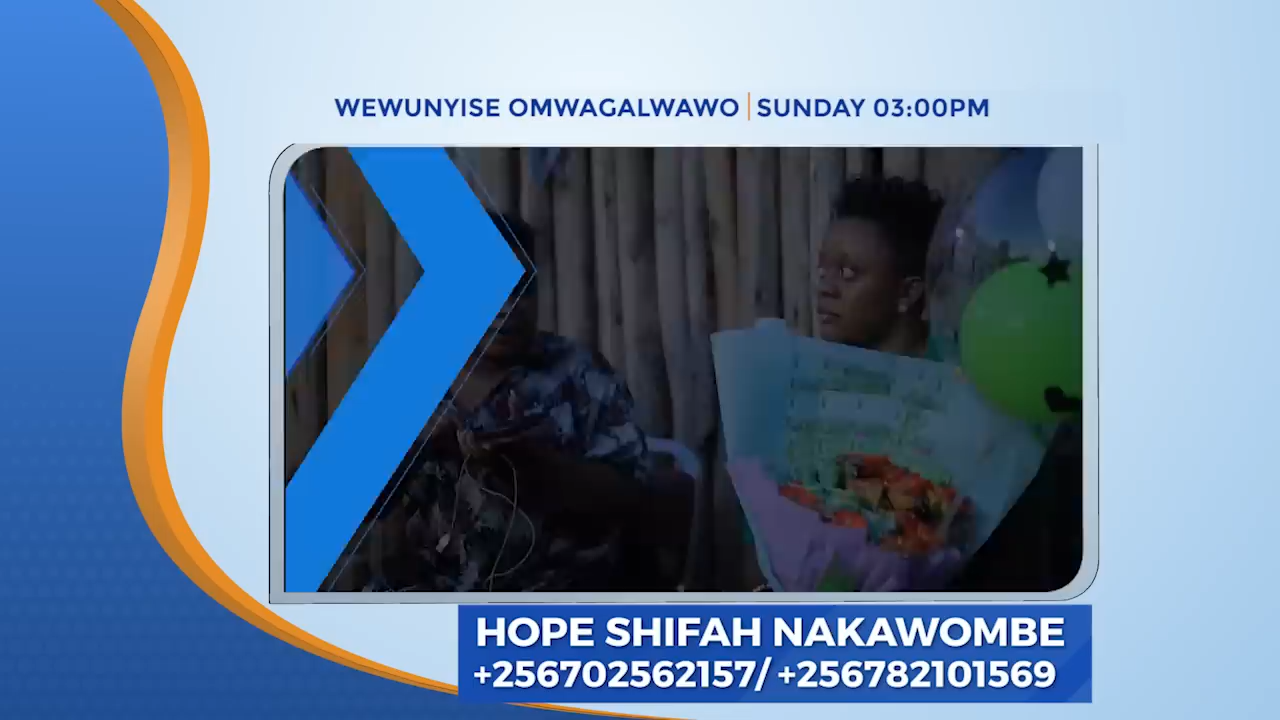 WEWUNYISE OMWAGALWAWO | SUNDAY 03:00PM
HOPE SHIFAH NAKAWOMBE
+256702562157/ +256782101569